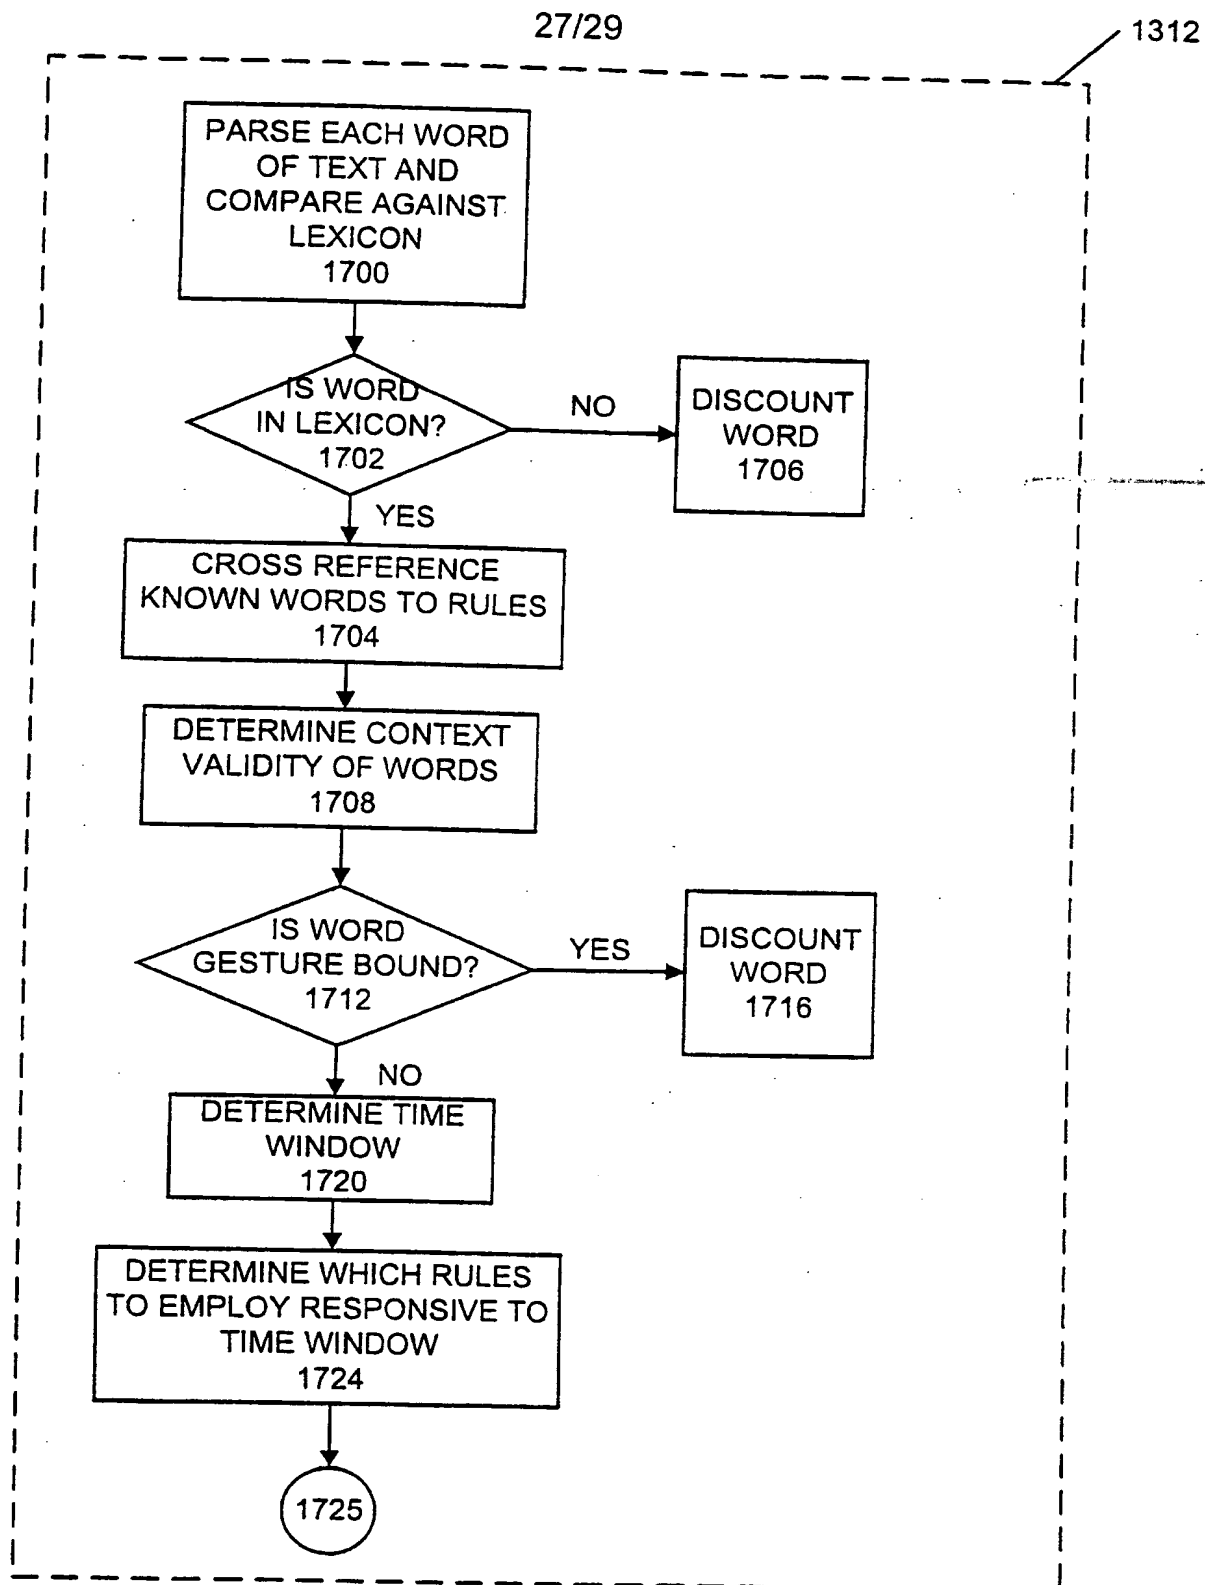 27/29
1312
PARSE EACH WORD
OF TEXT AND
COMPARE AGAINST
LEXICON
1700
IS WORD
IN LEXICON?
1702
NO
DISCOUNT
WORD
1706
YES
CROSS REFERENCE
KNOWN WORDS TO RULES
1704
DETERMINE CONTEXT
VALIDITY OF WORDS
1708
IS WORD
GESTURE BOUND?
1712
YES
DISCOUNT
WORD
1716
NO
DETERMINE TIME
WINDOW
1720
DETERMINE WHICH RULES
TO EMPLOY RESPONSIVE TO
TIME WINDOW
1724
1725